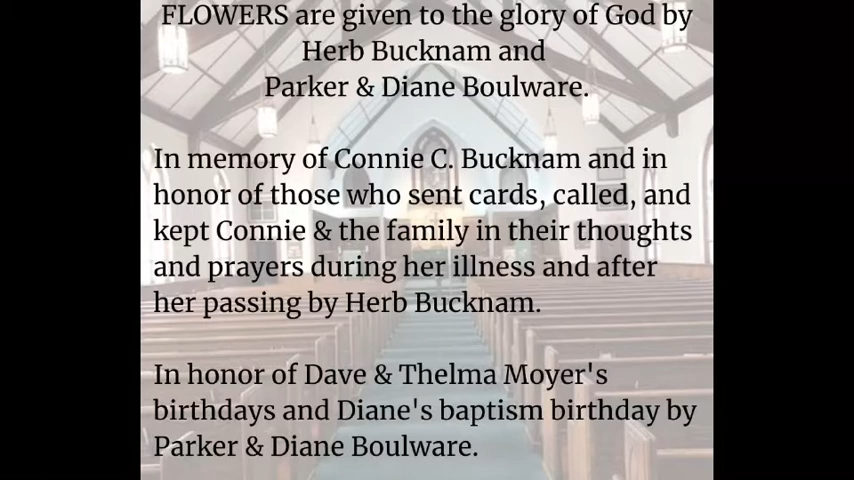 FLOWERS are given to the glory of God by
Herb Bucknam and
Parker & Diane Boulware.
In memory of Connie C. Bucknam and in
honor of those who sent cards, called, and
kept Connie & the family in their thoughts
and prayers during her illness and after
her passing by Herb Bucknam.
In honor of Dave & Thelma Moyer's
birthdays and Diane's baptism birthday by
Parker & Diane Boulware.